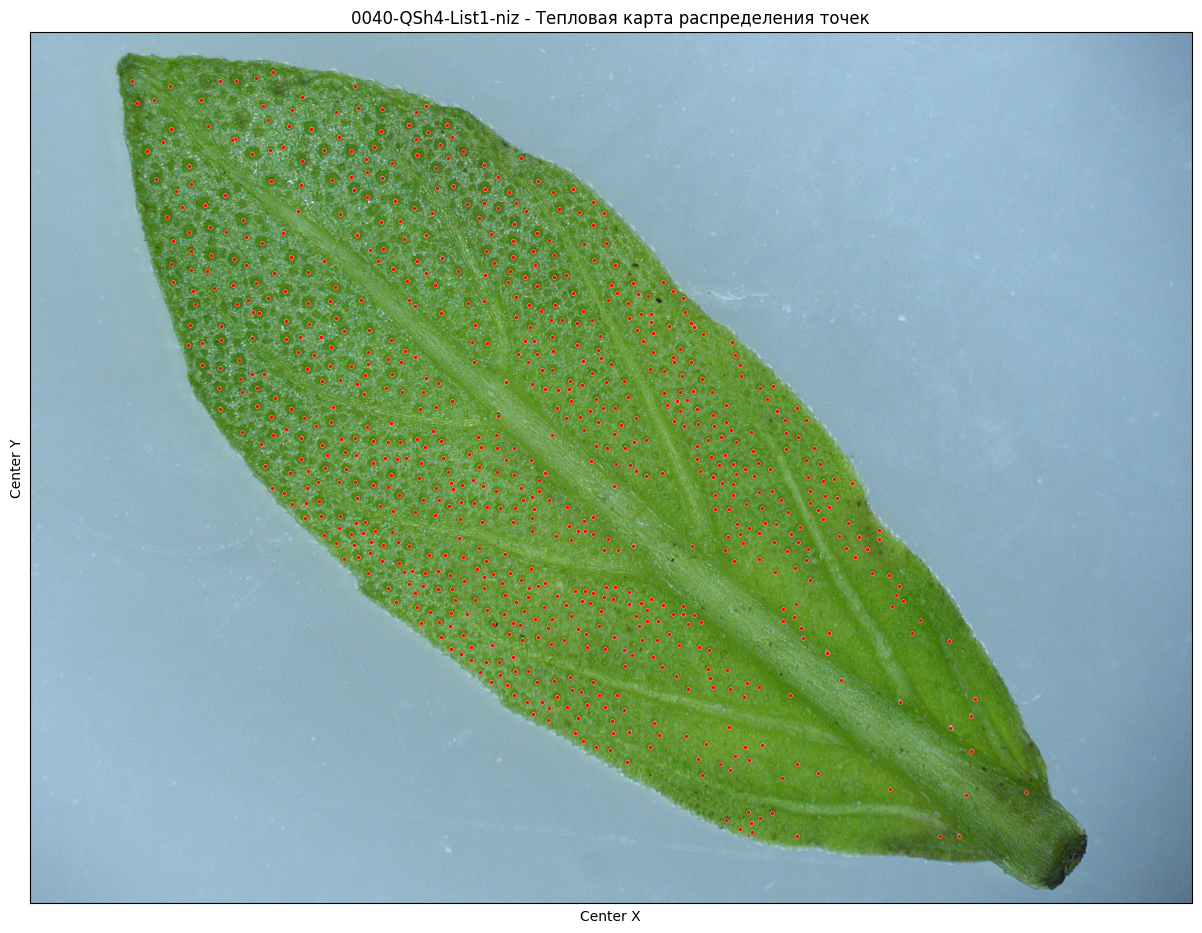 0040-QSh4-List1-niz - Тепловая карта распределения точек
Center Y
Center X